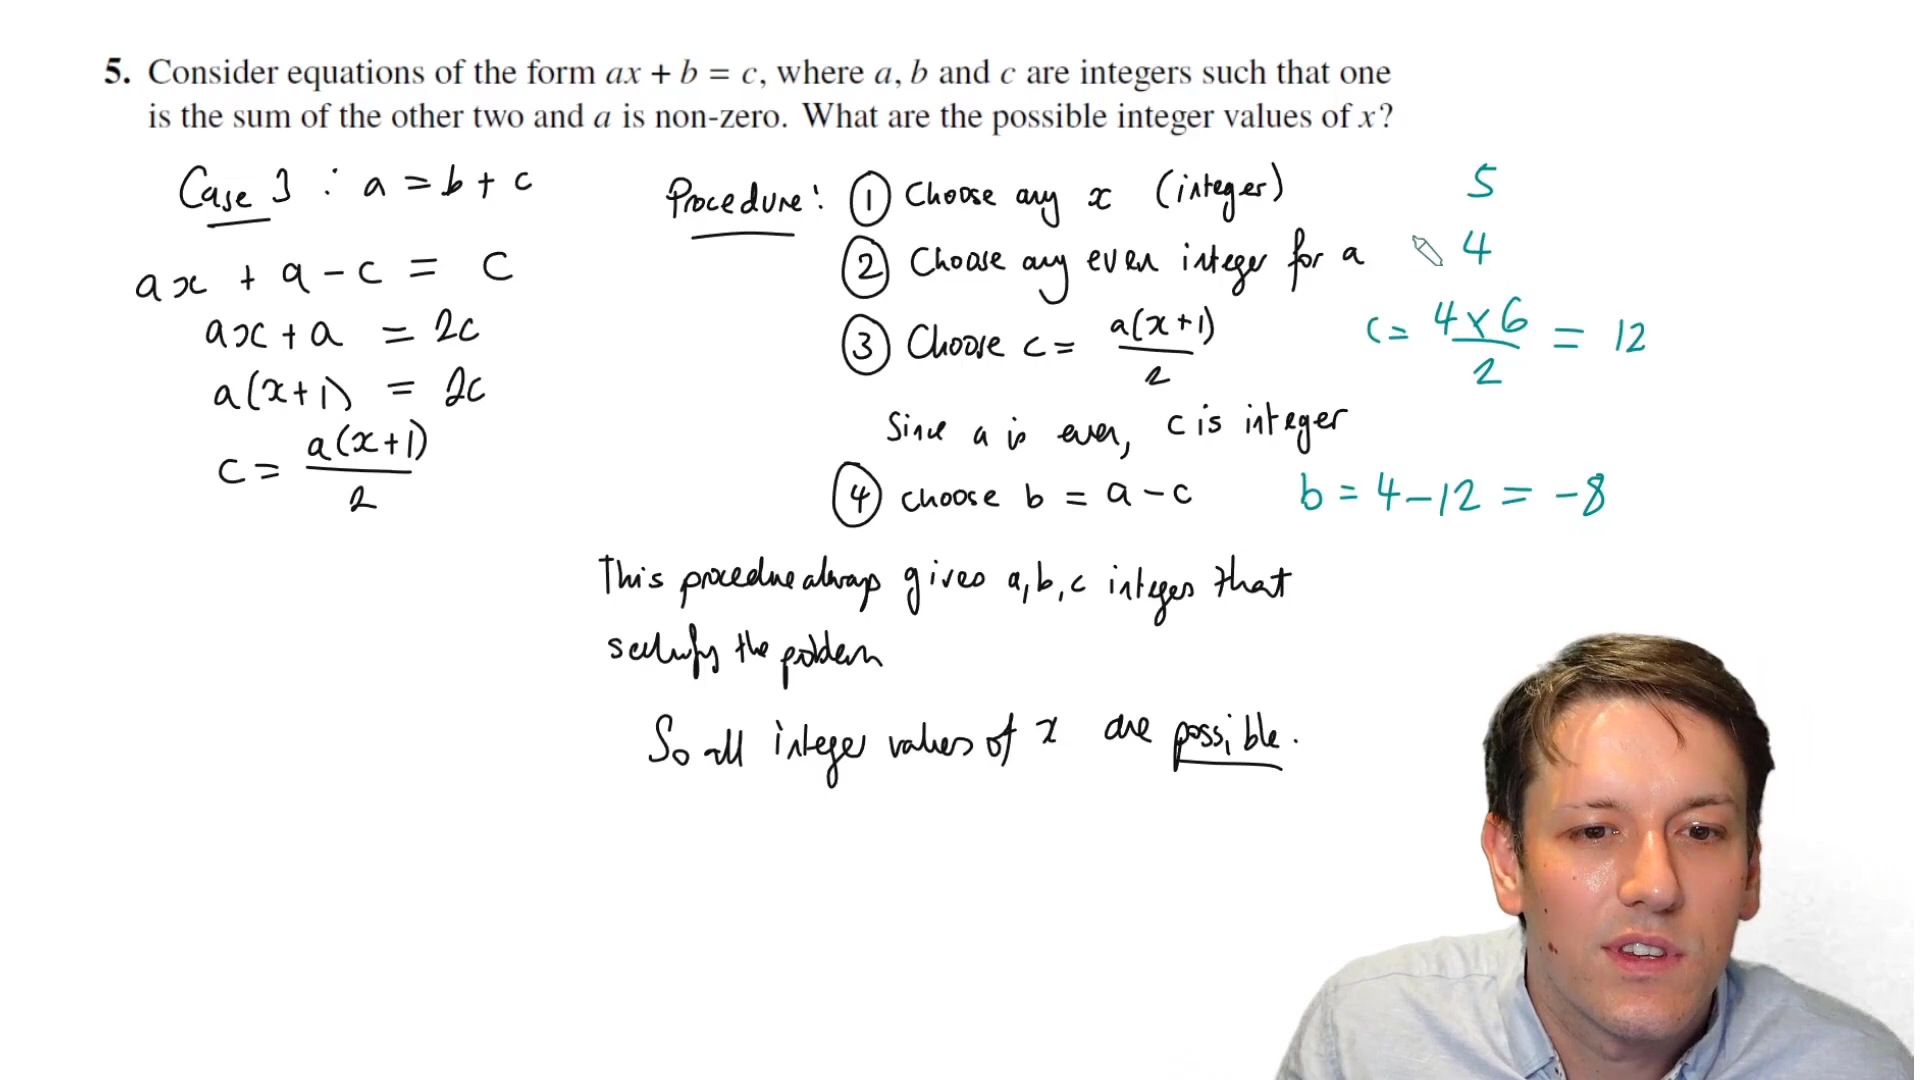 5. Consider equations of the form ax + b = c, where a, b and c are integers such that one
is the sum of the other two and a is non-zero. What are the possible integer values of x?
Case 3 : a = b + c
ax + a - c = c
ax + a = 2c
a(x+1) = 2c
c = a(x+1)/2
Procedure: ① Choose any x (integer) 5
② Choose any even integer for a 4
③ Choose c = a(x+1)/2 c = 4×6/2 = 12
Since a is even, c is integer
④ choose b = a - c b = 4 - 12 = -8
This procedure always gives a, b, c integers that
satisfy the problem
So all integer values of x are possible.